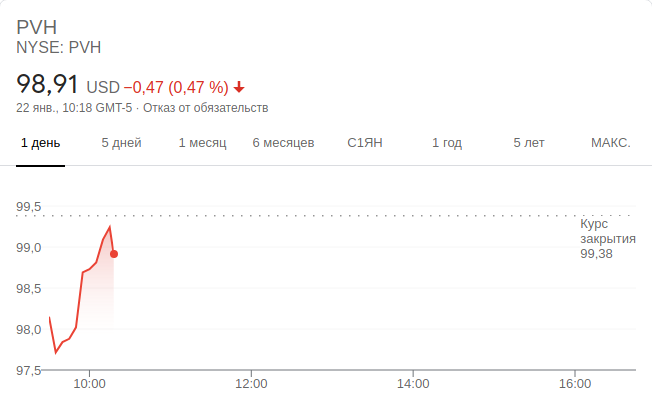 PVH
NYSE: PVH
98,91 USD −0,47 (0,47 %)
22 янв., 10:18 GMT-5 · Отказ от обязательств
1 день 5 дней 1 месяц 6 месяцев С1ЯН 1 год 5 лет МАКС.
99,5
Курс
закрытия
99,38
99,0
98,5
98,0
97,5
10:00 12:00 14:00 16:00